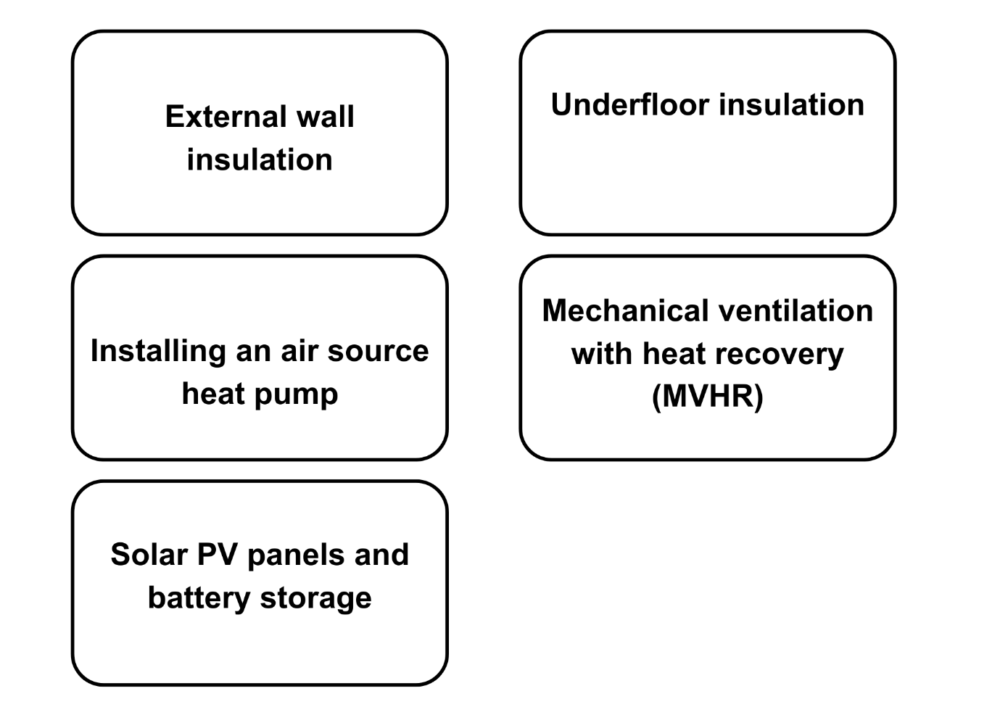 External wall
insulation
Underfloor insulation
Installing an air source
heat pump
Mechanical ventilation
with heat recovery
(MVHR)
Solar PV panels and
battery storage